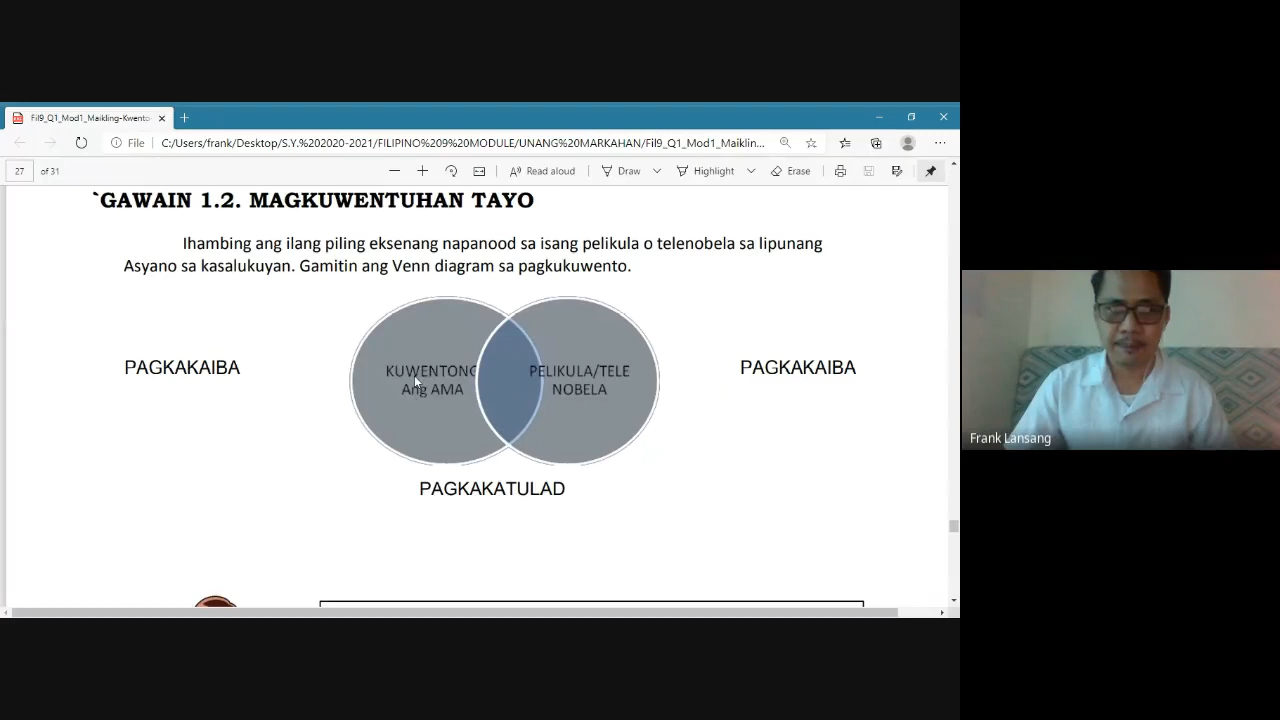 Fil9_Q1_Mod1_Maikling-Kwento
File
C:/Users/frank/Desktop/S.Y.%202020-2021/FILIPINO%209%20MODULE/UNANG%20MARKAHAN/Fil9_Q1_Mod1_Maiklin...
27 of 31
Read aloud
Draw
Highlight
Erase
`GAWAIN 1.2. MAGKUWENTUHAN TAYO
Ihambing ang ilang piling eksenang napanood sa isang pelikula o telenobela sa lipunang
Asyano sa kasalukuyan. Gamitin ang Venn diagram sa pagkukuwento.
PAGKAKAIBA
KUWENTONG
Ang AMA
PELIKULA/TELE
NOBELA
PAGKAKAIBA
PAGKAKATULAD
Frank Lansang